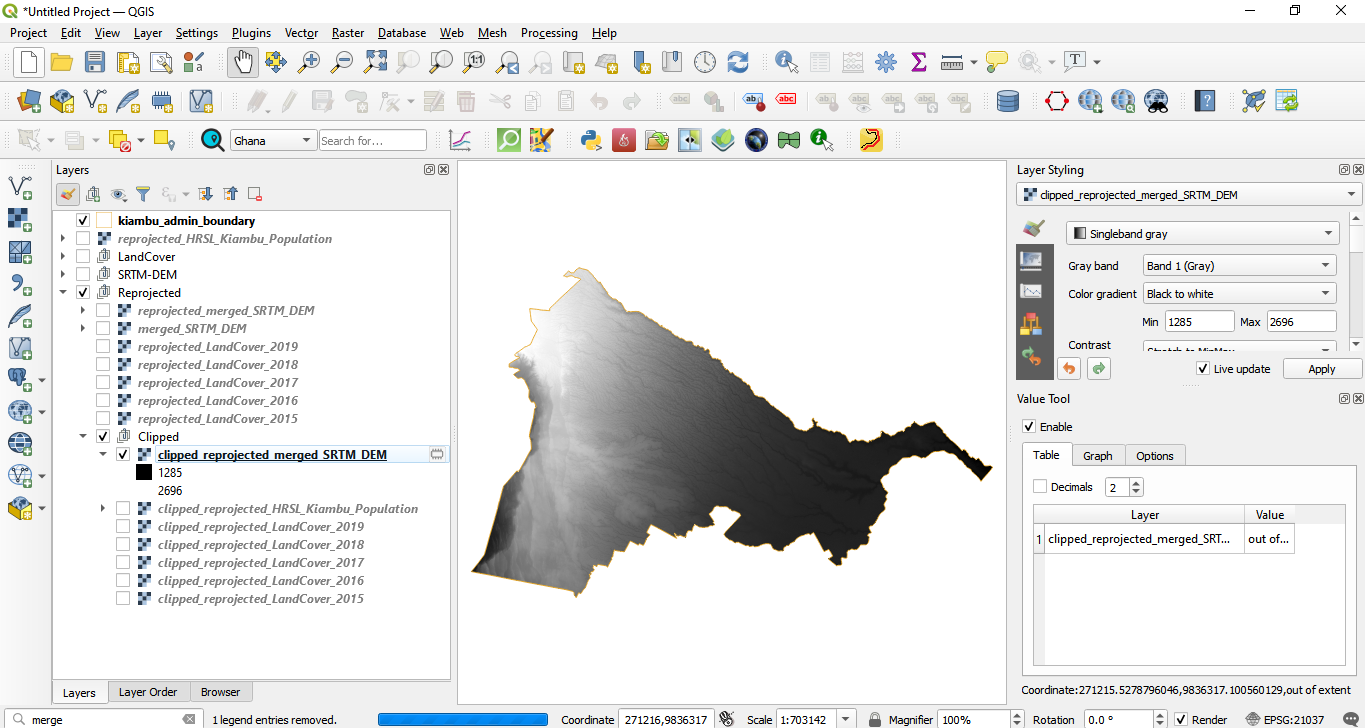 *Untitled Project — QGIS
Project Edit View Layer Settings Plugins Vector Raster Database Web Mesh Processing Help
Ghana Search for...
Layers
kiambu_admin_boundary
reprojected_HRSL_Kiambu_Population
LandCover
SRTM-DEM
Reprojected
reprojected_merged_SRTM_DEM
merged_SRTM_DEM
reprojected_LandCover_2019
reprojected_LandCover_2018
reprojected_LandCover_2017
reprojected_LandCover_2016
reprojected_LandCover_2015
Clipped
clipped_reprojected_merged_SRTM_DEM
1285
2696
clipped_reprojected_HRSL_Kiambu_Population
clipped_reprojected_LandCover_2019
clipped_reprojected_LandCover_2018
clipped_reprojected_LandCover_2017
clipped_reprojected_LandCover_2016
clipped_reprojected_LandCover_2015
Layers Layer Order Browser
Layer Styling
clipped_reprojected_merged_SRTM_DEM
Singleband gray
Gray band Band 1 (Gray)
Color gradient Black to white
Min 1285 Max 2696
Contrast Stretch to MinMax
Live update Apply
Value Tool
Enable
Table Graph Options
Decimals 2
Layer Value
1 clipped_reprojected_merged_SRT... out of...
Coordinate:271215.5278796046,9836317.100560129,out of extent
merge 1 legend entries removed. Coordinate 271216,9836317 Scale 1:703142 Magnifier 100% Rotation 0.0 ° Render EPSG:21037